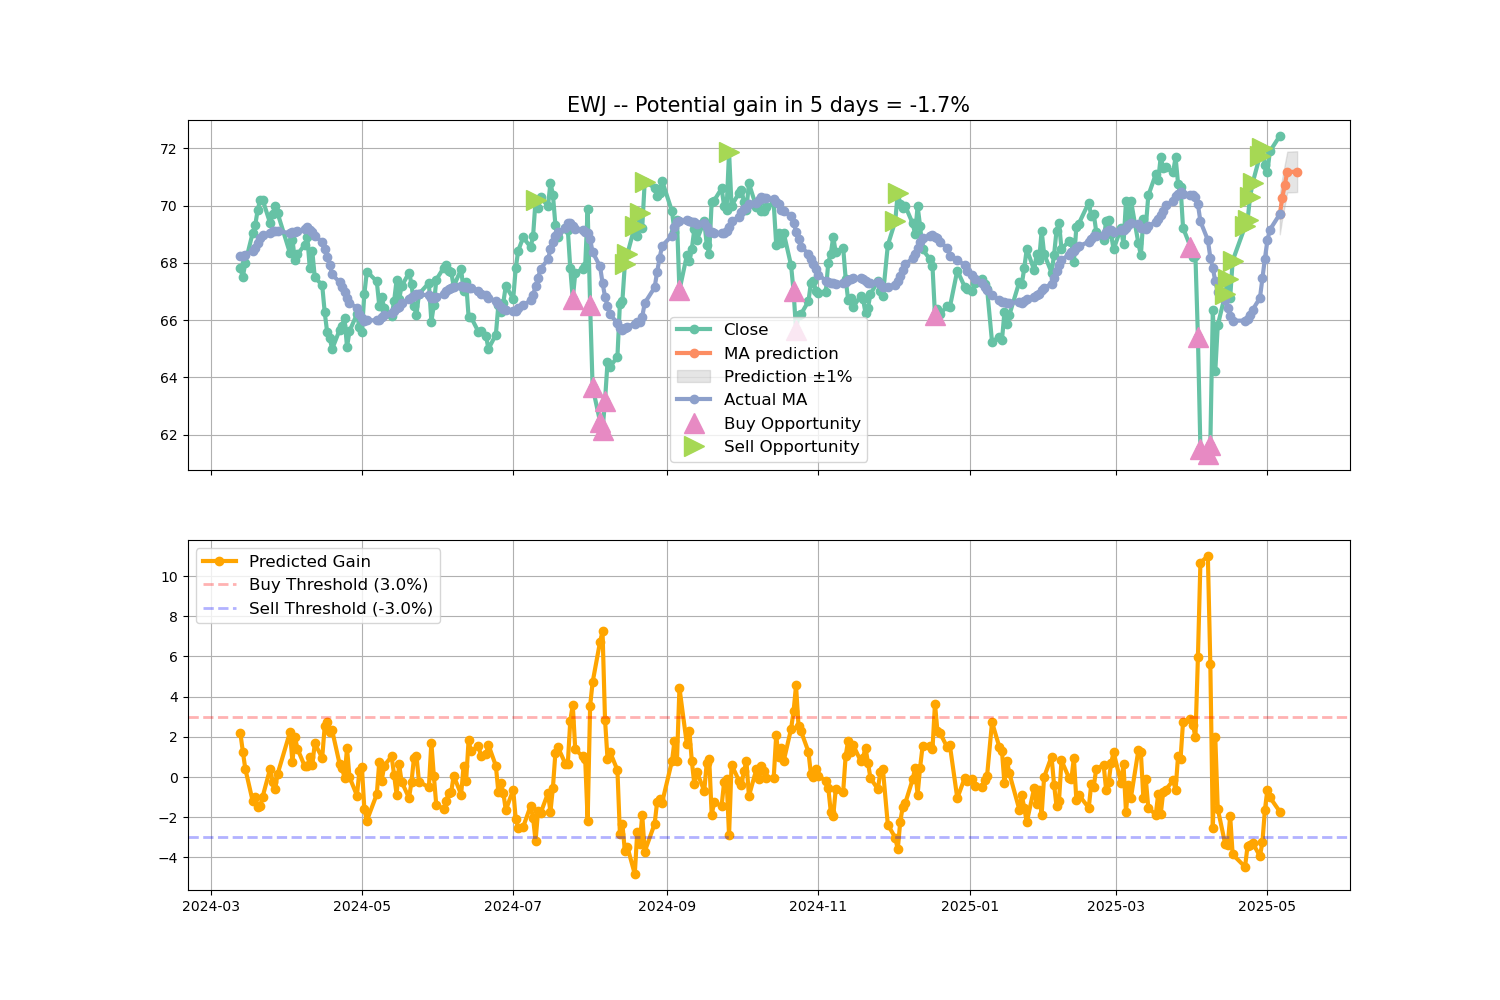 EWJ -- Potential gain in 5 days = -1.7%
72
70
68
66
64
62
Close
MA prediction
Prediction ±1%
Actual MA
Buy Opportunity
Sell Opportunity
10
8
6
4
2
0
−2
−4
Predicted Gain
Buy Threshold (3.0%)
Sell Threshold (-3.0%)
2024-03
2024-05
2024-07
2024-09
2024-11
2025-01
2025-03
2025-05